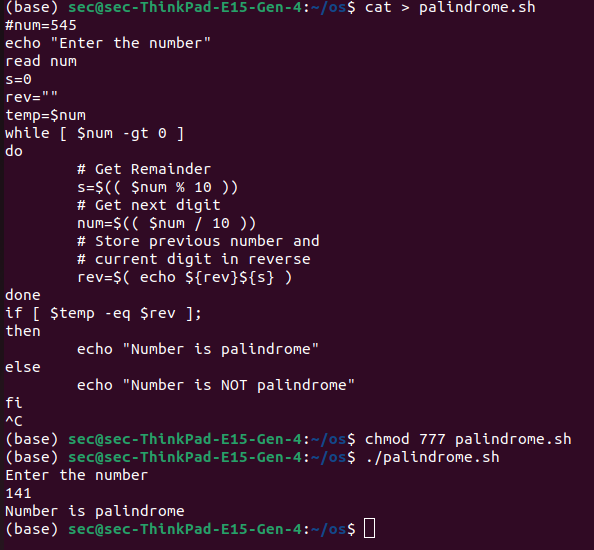 (base) sec@sec-ThinkPad-E15-Gen-4:~/os$ cat > palindrome.sh
#num=545
echo "Enter the number"
read num
s=0
rev=""
temp=$num
while [ $num -gt 0 ]
do
        # Get Remainder
        s=$(( $num % 10 ))
        # Get next digit
        num=$(( $num / 10 ))
        # Store previous number and
        # current digit in reverse
        rev=$( echo ${rev}${s} )
done
if [ $temp -eq $rev ];
then
        echo "Number is palindrome"
else
        echo "Number is NOT palindrome"
fi
^C
(base) sec@sec-ThinkPad-E15-Gen-4:~/os$ chmod 777 palindrome.sh
(base) sec@sec-ThinkPad-E15-Gen-4:~/os$ ./palindrome.sh
Enter the number
141
Number is palindrome
(base) sec@sec-ThinkPad-E15-Gen-4:~/os$